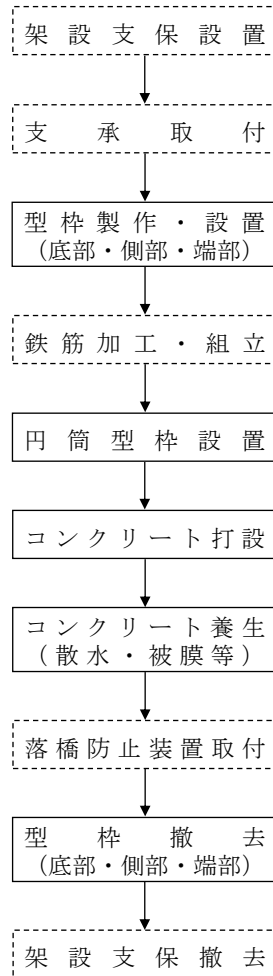 架設支保設置
支承取付
型枠製作・設置
(底部・側部・端部)
鉄筋加工・組立
円筒型枠設置
コンクリート打設
コンクリート養生
(散水・被膜等)
落橋防止装置取付
型枠撤去
(底部・側部・端部)
架設支保撤去